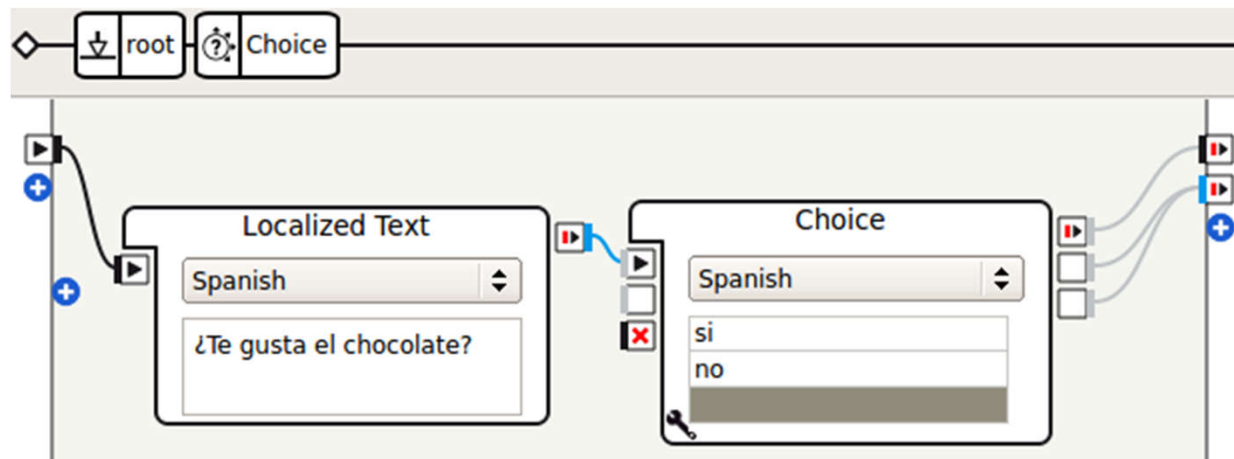 root
Choice
Localized Text
Spanish
¿Te gusta el chocolate?
Choice
Spanish
si
no